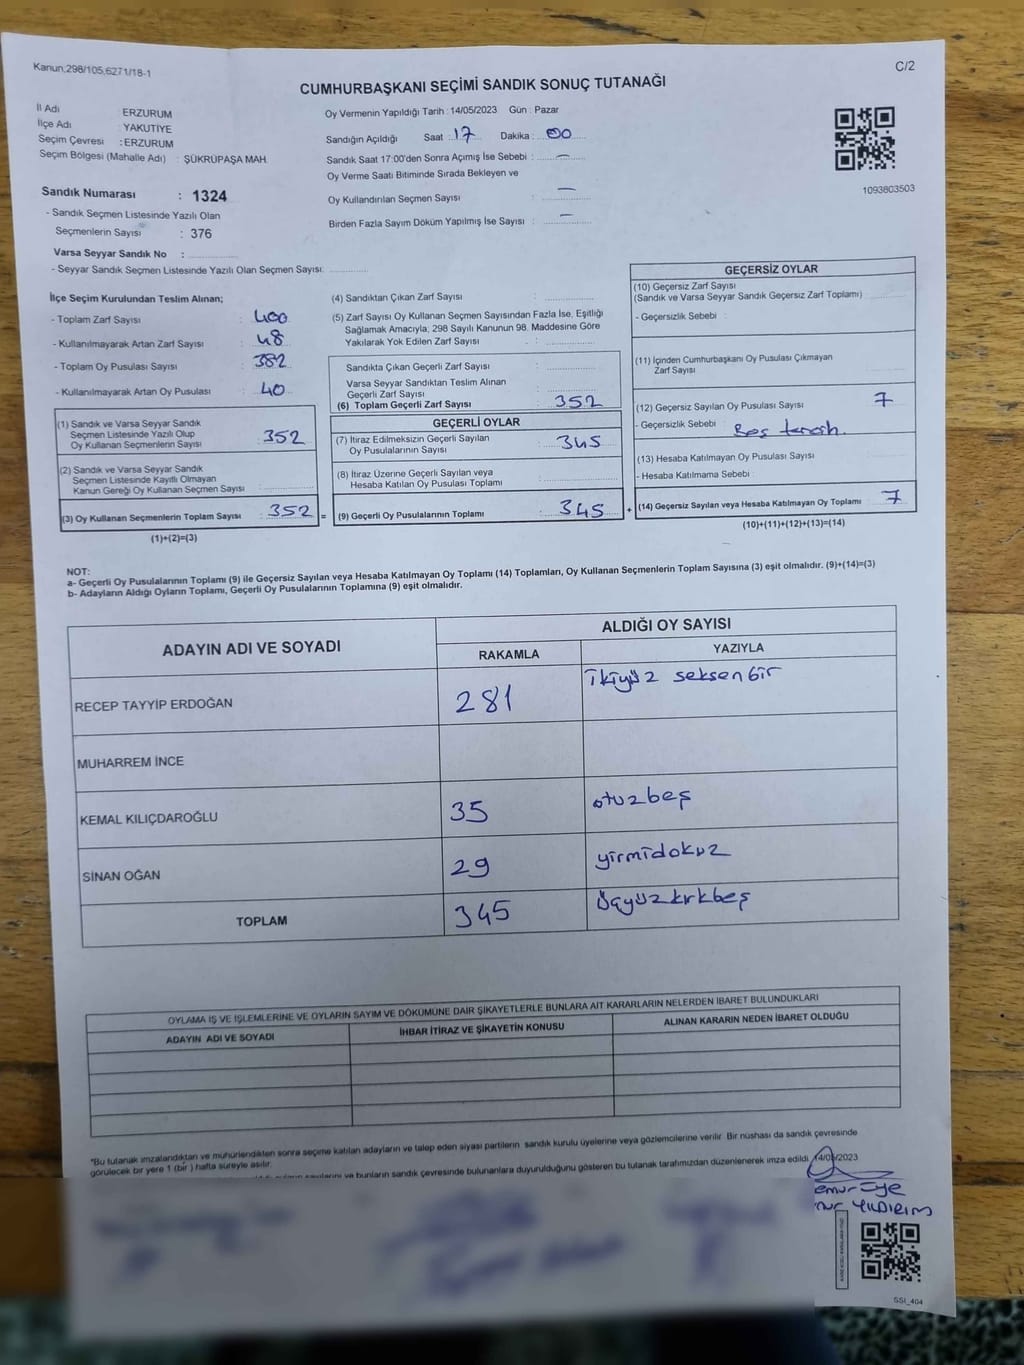 Kanun;298/105,6271/18-1
C/2
CUMHURBAŞKANI SEÇİMİ SANDIK SONUÇ TUTANAĞI
İl Adı ERZURUM
İlçe Adı YAKUTİYE
Seçim Çevresi : ERZURUM
Seçim Bölgesi (Mahalle Adı) : ŞÜKRÜPAŞA MAH.
Oy Vermenin Yapıldığı Tarih : 14/05/2023 Gün : Pazar
Sandığın Açıldığı Saat : 17 Dakika : 00
Sandık Saat 17:00'den Sonra Açımış İse Sebebi : —
Oy Verme Saati Bitiminde Sırada Bekleyen ve
Oy Kullandırılan Seçmen Sayısı : —
Birden Fazla Sayım Döküm Yapılmış İse Sayısı : —
1093803503
Sandık Numarası : 1324
- Sandık Seçmen Listesinde Yazılı Olan
Seçmenlerin Sayısı : 376
Varsa Seyyar Sandık No :
- Seyyar Sandık Seçmen Listesinde Yazılı Olan Seçmen Sayısı:
İlçe Seçim Kurulundan Teslim Alınan;
- Toplam Zarf Sayısı : 400
- Kullanılmayarak Artan Zarf Sayısı : 48
- Toplam Oy Pusulası Sayısı : 382
- Kullanılmayarak Artan Oy Pusulası : 40
(1) Sandık ve Varsa Seyyar Sandık
Seçmen Listesinde Yazılı Olup
Oy Kullanan Seçmenlerin Sayısı : 352
(2) Sandık ve Varsa Seyyar Sandık
Seçmen Listesinde Kayıtlı Olmayan
Kanun Gereği Oy Kullanan Seçmen Sayısı :
(3) Oy Kullanan Seçmenlerin Toplam Sayısı : 352 =
(1)+(2)=(3)
(4) Sandıktan Çıkan Zarf Sayısı :
(5) Zarf Sayısı Oy Kullanan Seçmen Sayısından Fazla İse, Eşitliği
Sağlamak Amacıyla; 298 Sayılı Kanunun 98. Maddesine Göre
Yakılarak Yok Edilen Zarf Sayısı :
Sandıkta Çıkan Geçerli Zarf Sayısı :
Varsa Seyyar Sandıktan Teslim Alınan
Geçerli Zarf Sayısı :
(6) Toplam Geçerli Zarf Sayısı : 352
GEÇERLİ OYLAR
(7) İtiraz Edilmeksizin Geçerli Sayılan
Oy Pusulalarının Sayısı : 345
(8) İtiraz Üzerine Geçerli Sayılan veya
Hesaba Katılan Oy Pusulası Toplamı :
(9) Geçerli Oy Pusulalarının Toplamı : 345 +
GEÇERSİZ OYLAR
(10) Geçersiz Zarf Sayısı
(Sandık ve Varsa Seyyar Sandık Geçersiz Zarf Toplamı)
- Geçersizlik Sebebi :
(11) İçinden Cumhurbaşkanı Oy Pusulası Çıkmayan
Zarf Sayısı
(12) Geçersiz Sayılan Oy Pusulası Sayısı : 7
- Geçersizlik Sebebi : Boş
(13) Hesaba Katılmayan Oy Pusulası Sayısı
- Hesaba Katılmama Sebebi :
(14) Geçersiz Sayılan veya Hesaba Katılmayan Oy Toplamı : 7
(10)+(11)+(12)+(13)=(14)
NOT:
a- Geçerli Oy Pusulalarının Toplamı (9) ile Geçersiz Sayılan veya Hesaba Katılmayan Oy Toplamı (14) Toplamları, Oy Kullanan Seçmenlerin Toplam Sayısına (3) eşit olmalıdır. (9)+(14)=(3)
b- Adayların Aldığı Oyların Toplamı, Geçerli Oy Pusulalarının Toplamına (9) eşit olmalıdır.
ADAYIN ADI VE SOYADI ALDIĞI OY SAYISI
RAKAMLA YAZIYLA
RECEP TAYYİP ERDOĞAN 281 ikiyüz seksenbir
MUHARREM İNCE
KEMAL KILIÇDAROĞLU 35 otuzbeş
SİNAN OĞAN 29 yirmidokuz
TOPLAM 345 üçyüzkırkbeş
OYLAMA İŞ VE İŞLEMLERİNE VE OYLARIN SAYIM VE DÖKÜMÜNE DAİR ŞİKAYETLERLE BUNLARA AİT KARARLARIN NELERDEN İBARET BULUNDUKLARI
ADAYIN ADI VE SOYADI İHBAR İTİRAZ VE ŞİKAYETİN KONUSU ALINAN KARARIN NEDEN İBARET OLDUĞU
*Bu tutanak imzalandıktan ve mühürlendikten sonra seçime katılan adayların ve talep eden siyasi partilerin sandık kurulu üyelerine veya gözlemcilerine verilir. Bir nüshası da sandık çevresinde
görülecek bir yere 1 (bir ) hafta süreyle asılır.
sayılarını ve bunların sandık çevresinde bulunanlara duyurulduğunu gösteren bu tutanak tarafımızdan düzenlenerek imza edildi. 14/05/2023
emur üye
nur YILDIRIM
SSI_404